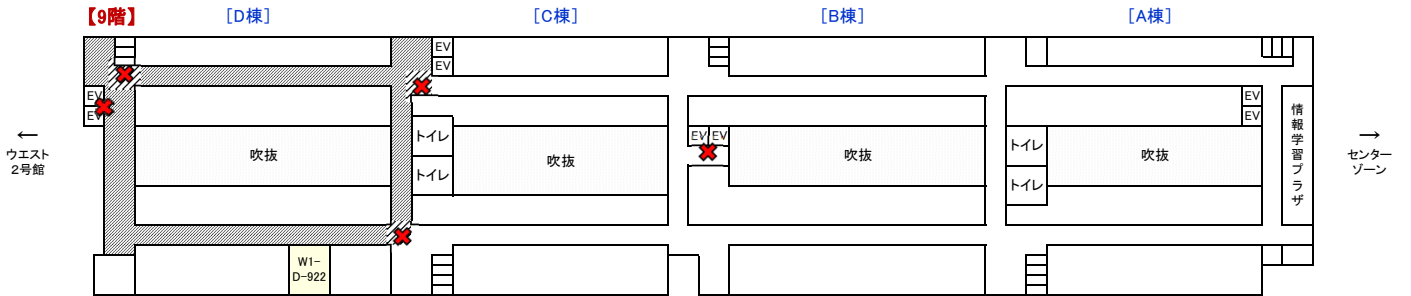 【9階】
［D棟］
［C棟］
［B棟］
［A棟］
EV
EV
EV
EV
EV
EV
トイレ
トイレ
EV
EV
トイレ
トイレ
吹抜
吹抜
吹抜
吹抜
情報学習プラザ
←
ウエスト
2号館
→
センター
ゾーン
W1-
D-922